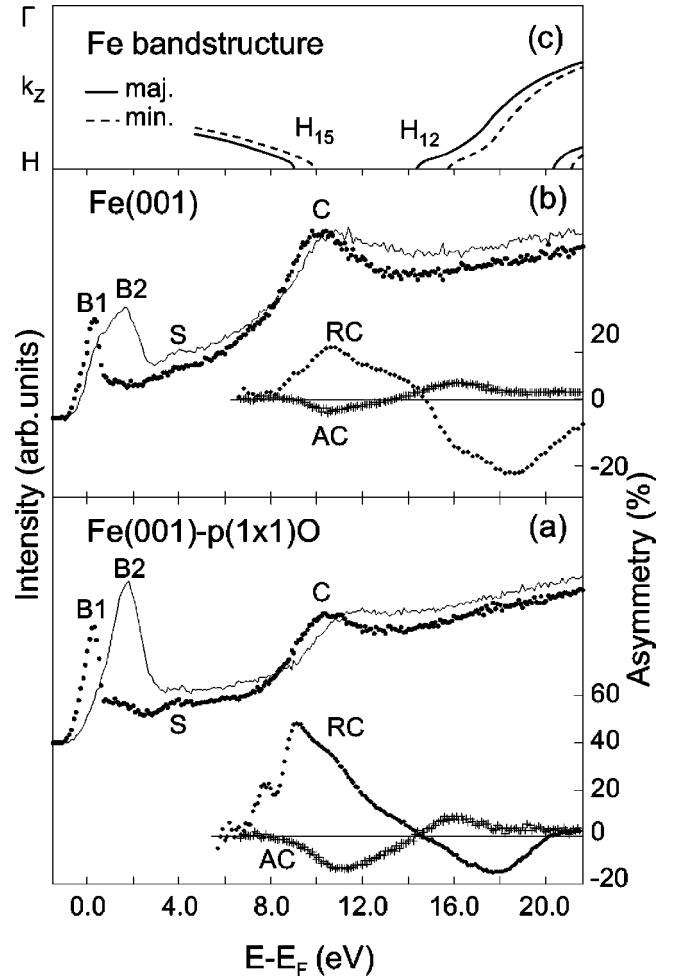 Γ
k_Z
H
Fe bandstructure
(c)
maj.
min.
H_15
H_12
Fe(001)
(b)
C
B1
B2
S
RC
AC
20
0
-20
Fe(001)-p(1x1)O
(a)
B2
B1
C
S
RC
AC
60
40
20
0
-20
Intensity (arb. units)
Asymmetry (%)
0.0 4.0 8.0 12.0 16.0 20.0
E-E_F (eV)